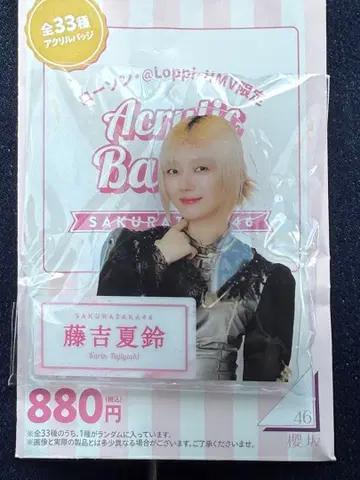 全33種
アクリルバッジ
ローソン・@Loppi・HMV限定
Acrylic
Ba
SAKURAZAKA46
SAKURAZAKA46
藤吉夏鈴
Karin Fujiyoshi
880円
(税込)
※全33種のうち、1種がランダムに入っています。
※画像と実際の製品とは多少異なる場合がございます。ご了承くださいませ。
46
櫻坂